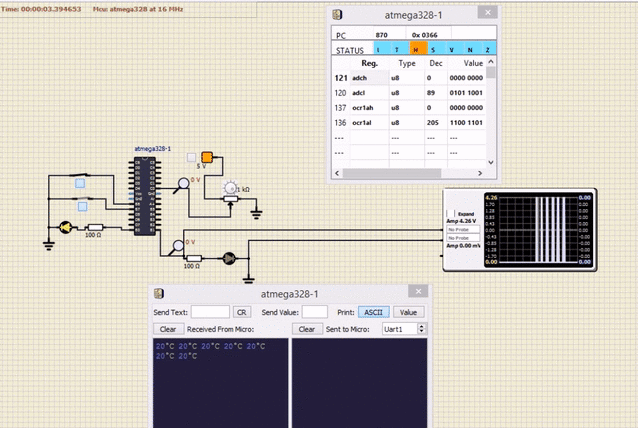 Time: 00:00:03.394653 Mcu: atmega328 at 16 MHz
atmega328-1
PC 870 0x 0366
STATUS I T H S V N Z
Reg. Type Dec Value
121 adch u8 0 0000 0000
120 adcl u8 89 0101 1001
137 ocr1ah u8 0 0000 0000
136 ocr1al u8 205 1100 1101
--- --- --- ---
--- --- --- ---
atmega328-1
5 V
0 V
1 kΩ
100 Ω
0 V
100 Ω
4.26 0.00
Expand
Amp 4.26 V
No Probe
No Probe
Amp 0.00 mV
0.00 0.00
atmega328-1
Send Text: CR Send Value: Print: ASCII Value
Clear Received From Micro: Clear Sent to Micro: Uart1
20°C 20°C 20°C 20°C 20°C
20°C 20°C